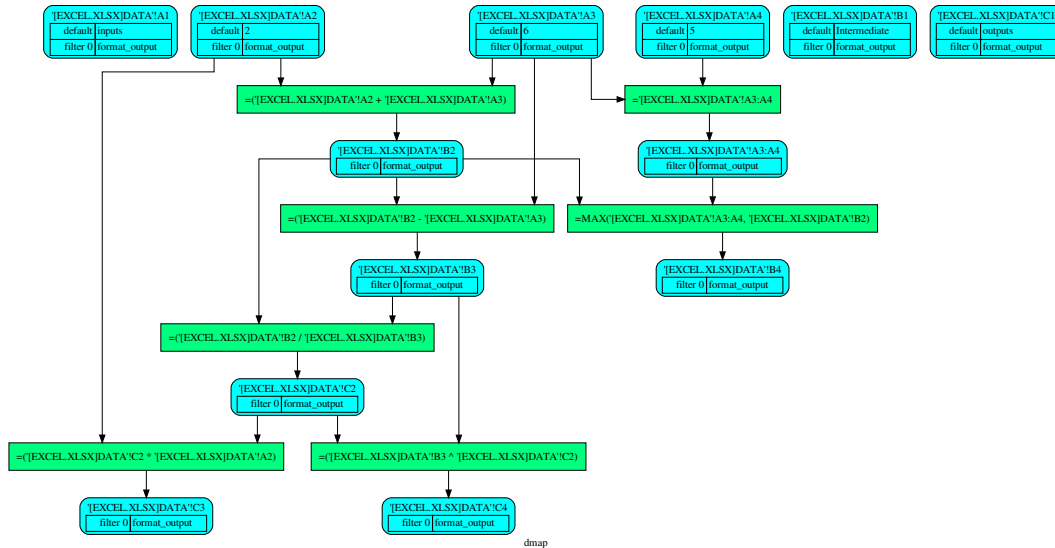 '[EXCEL.XLSX]DATA'!A1
default inputs
filter 0 format_output
'[EXCEL.XLSX]DATA'!A2
default 2
filter 0 format_output
'[EXCEL.XLSX]DATA'!A3
default 6
filter 0 format_output
'[EXCEL.XLSX]DATA'!A4
default 5
filter 0 format_output
'[EXCEL.XLSX]DATA'!B1
default Intermediate
filter 0 format_output
'[EXCEL.XLSX]DATA'!C1
default outputs
filter 0 format_output
=('[EXCEL.XLSX]DATA'!A2 + '[EXCEL.XLSX]DATA'!A3)
='[EXCEL.XLSX]DATA'!A3:A4
'[EXCEL.XLSX]DATA'!B2
filter 0 format_output
'[EXCEL.XLSX]DATA'!A3:A4
filter 0 format_output
=('[EXCEL.XLSX]DATA'!B2 - '[EXCEL.XLSX]DATA'!A3)
=MAX('[EXCEL.XLSX]DATA'!A3:A4, '[EXCEL.XLSX]DATA'!B2)
'[EXCEL.XLSX]DATA'!B3
filter 0 format_output
'[EXCEL.XLSX]DATA'!B4
filter 0 format_output
=('[EXCEL.XLSX]DATA'!B2 / '[EXCEL.XLSX]DATA'!B3)
'[EXCEL.XLSX]DATA'!C2
filter 0 format_output
=('[EXCEL.XLSX]DATA'!C2 * '[EXCEL.XLSX]DATA'!A2)
=('[EXCEL.XLSX]DATA'!B3 ^ '[EXCEL.XLSX]DATA'!C2)
'[EXCEL.XLSX]DATA'!C3
filter 0 format_output
'[EXCEL.XLSX]DATA'!C4
filter 0 format_output
dmap